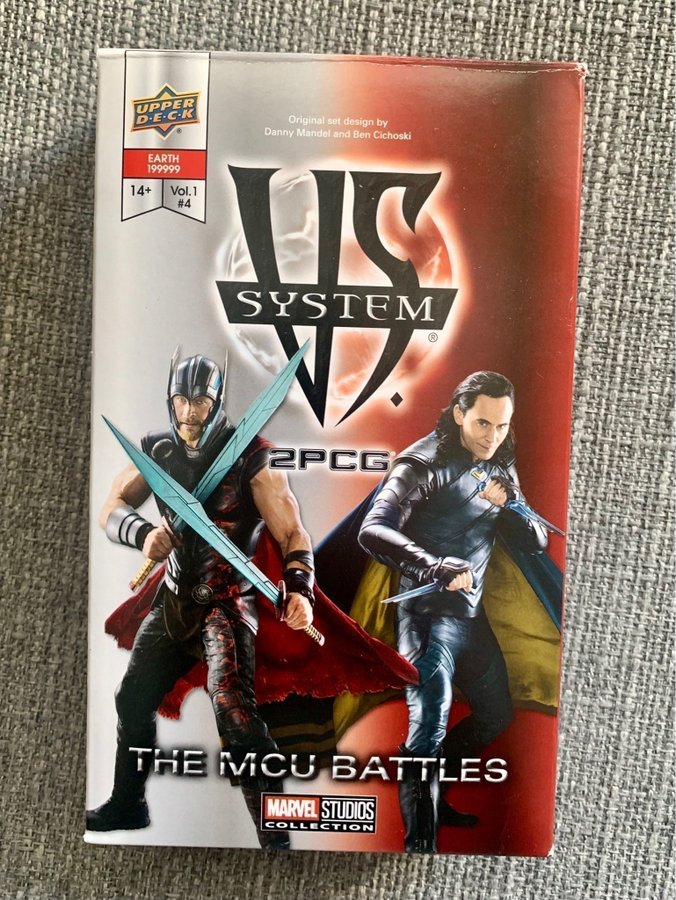 UPPER
D·E·C·K
®
EARTH
199999
14+
Vol.1
#4
Original set design by
Danny Mandel and Ben Cichoski
VS.
SYSTEM
®
2PCG
THE MCU BATTLES
MARVEL STUDIOS
COLLECTION